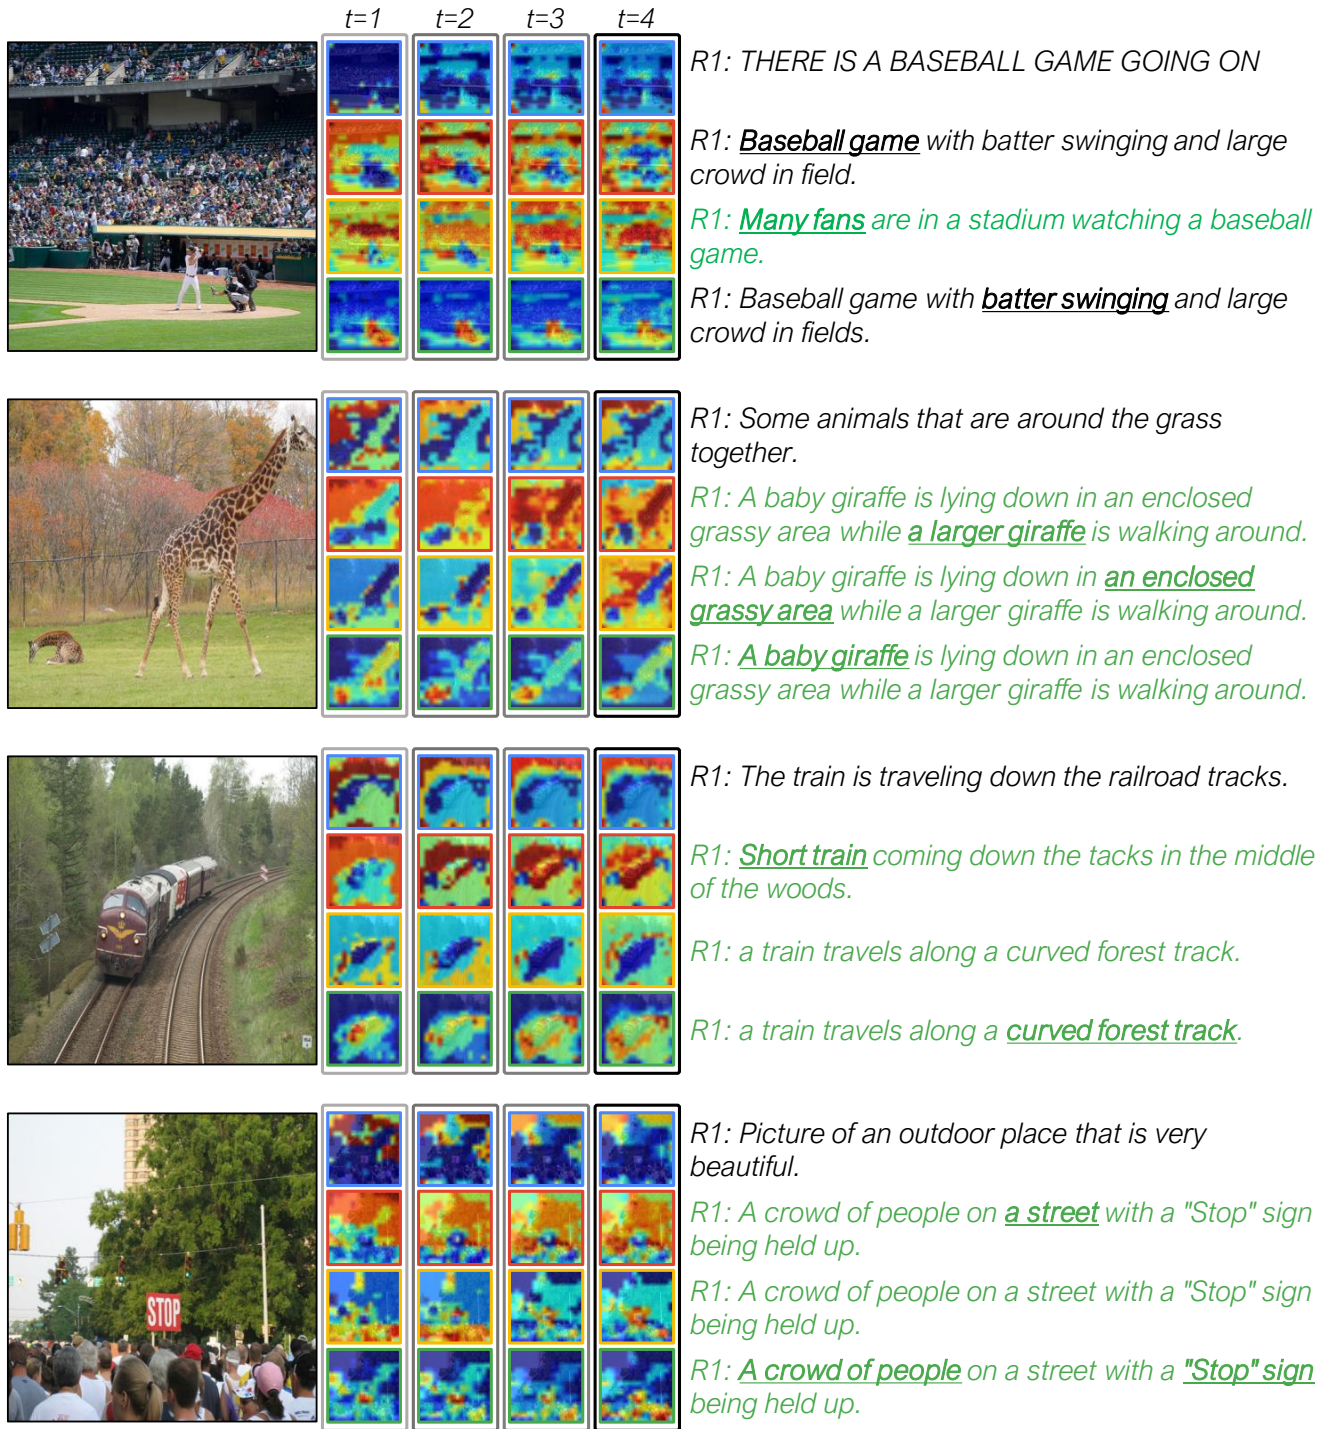 t=1 t=2 t=3 t=4
R1: THERE IS A BASEBALL GAME GOING ON
R1: Baseball game with batter swinging and large
crowd in field.
R1: Many fans are in a stadium watching a baseball
game.
R1: Baseball game with batter swinging and large
crowd in fields.
R1: Some animals that are around the grass
together.
R1: A baby giraffe is lying down in an enclosed
grassy area while a larger giraffe is walking around.
R1: A baby giraffe is lying down in an enclosed
grassy area while a larger giraffe is walking around.
R1: A baby giraffe is lying down in an enclosed
grassy area while a larger giraffe is walking around.
R1: The train is traveling down the railroad tracks.
R1: Short train coming down the tacks in the middle
of the woods.
R1: a train travels along a curved forest track.
R1: a train travels along a curved forest track.
STOP
R1: Picture of an outdoor place that is very
beautiful.
R1: A crowd of people on a street with a "Stop" sign
being held up.
R1: A crowd of people on a street with a "Stop" sign
being held up.
R1: A crowd of people on a street with a "Stop" sign
being held up.